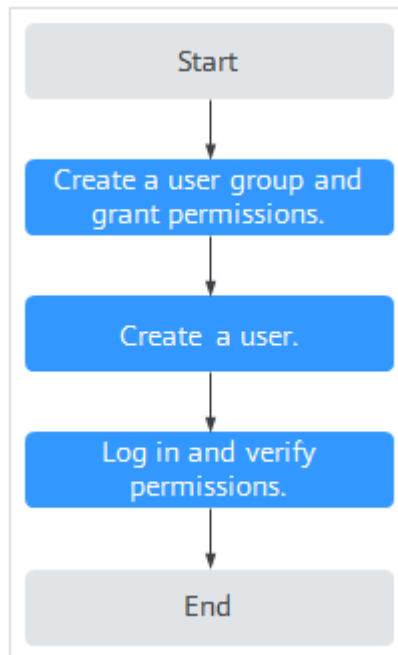 Start
Create a user group and
grant permissions.
Create a user.
Log in and verify
permissions.
End